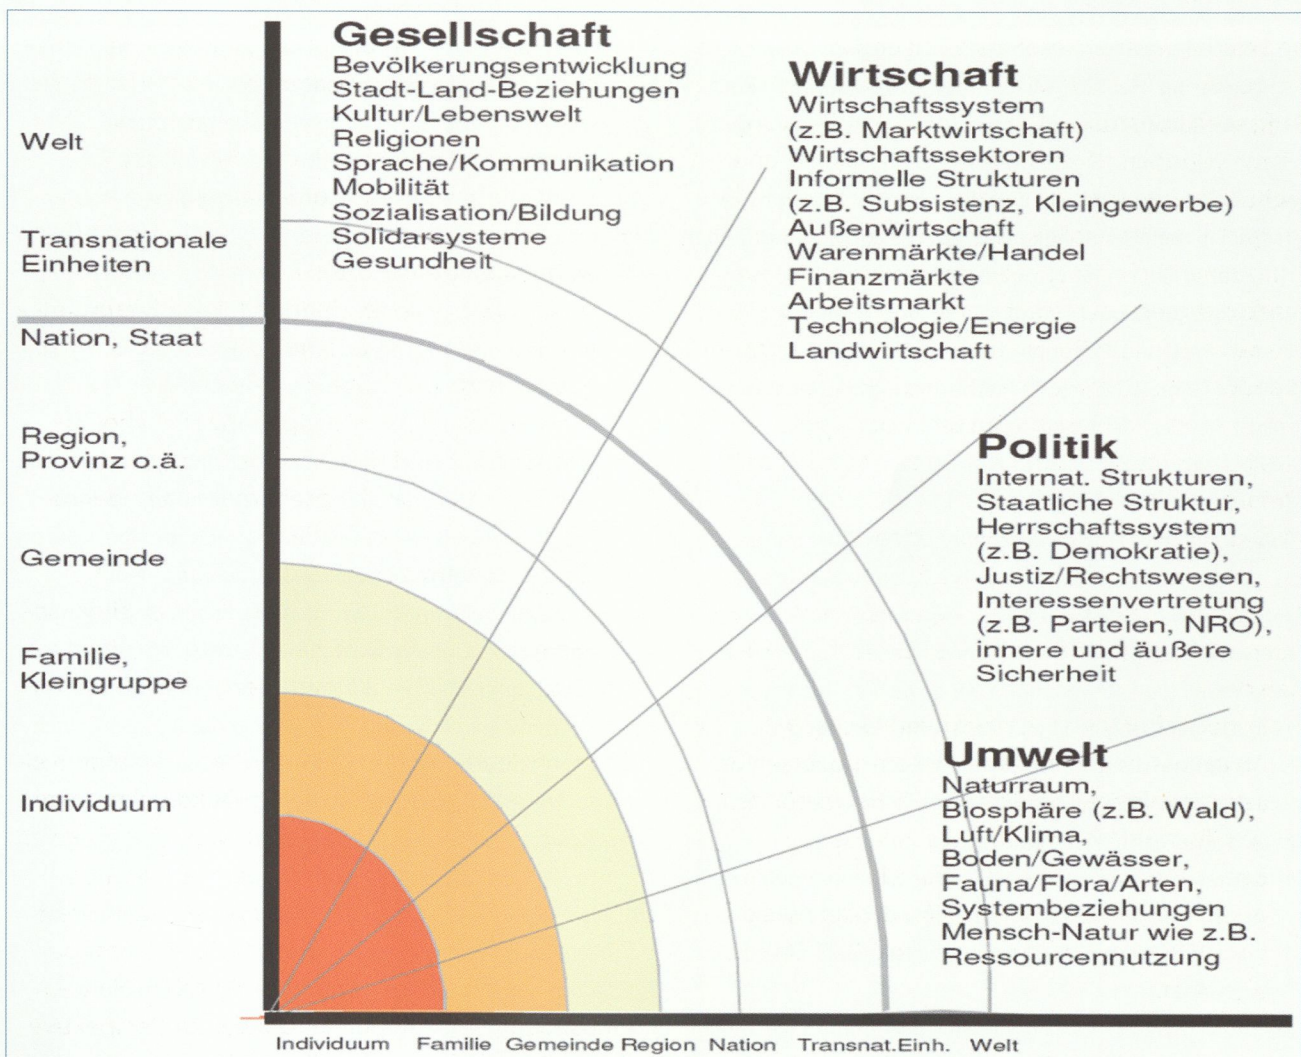 Gesellschaft
Bevölkerungsentwicklung
Stadt-Land-Beziehungen
Kultur/Lebenswelt
Religionen
Sprache/Kommunikation
Mobilität
Sozialisation/Bildung
Solidarsysteme
Gesundheit
Wirtschaft
Wirtschaftssystem
(z.B. Marktwirtschaft)
Wirtschaftssektoren
Informelle Strukturen
(z.B. Subsistenz, Kleingewerbe)
Außenwirtschaft
Warenmärkte/Handel
Finanzmärkte
Arbeitsmarkt
Technologie/Energie
Landwirtschaft
Politik
Internat. Strukturen,
Staatliche Struktur,
Herrschaftssystem
(z.B. Demokratie),
Justiz/Rechtswesen,
Interessenvertretung
(z.B. Parteien, NRO),
innere und äußere
Sicherheit
Umwelt
Naturraum,
Biosphäre (z.B. Wald),
Luft/Klima,
Boden/Gewässer,
Fauna/Flora/Arten,
Systembeziehungen
Mensch-Natur wie z.B.
Ressourcennutzung
Welt
Transnationale
Einheiten
Nation, Staat
Region,
Provinz o.ä.
Gemeinde
Familie,
Kleingruppe
Individuum
Individuum Familie Gemeinde Region Nation Transnat.Einh. Welt